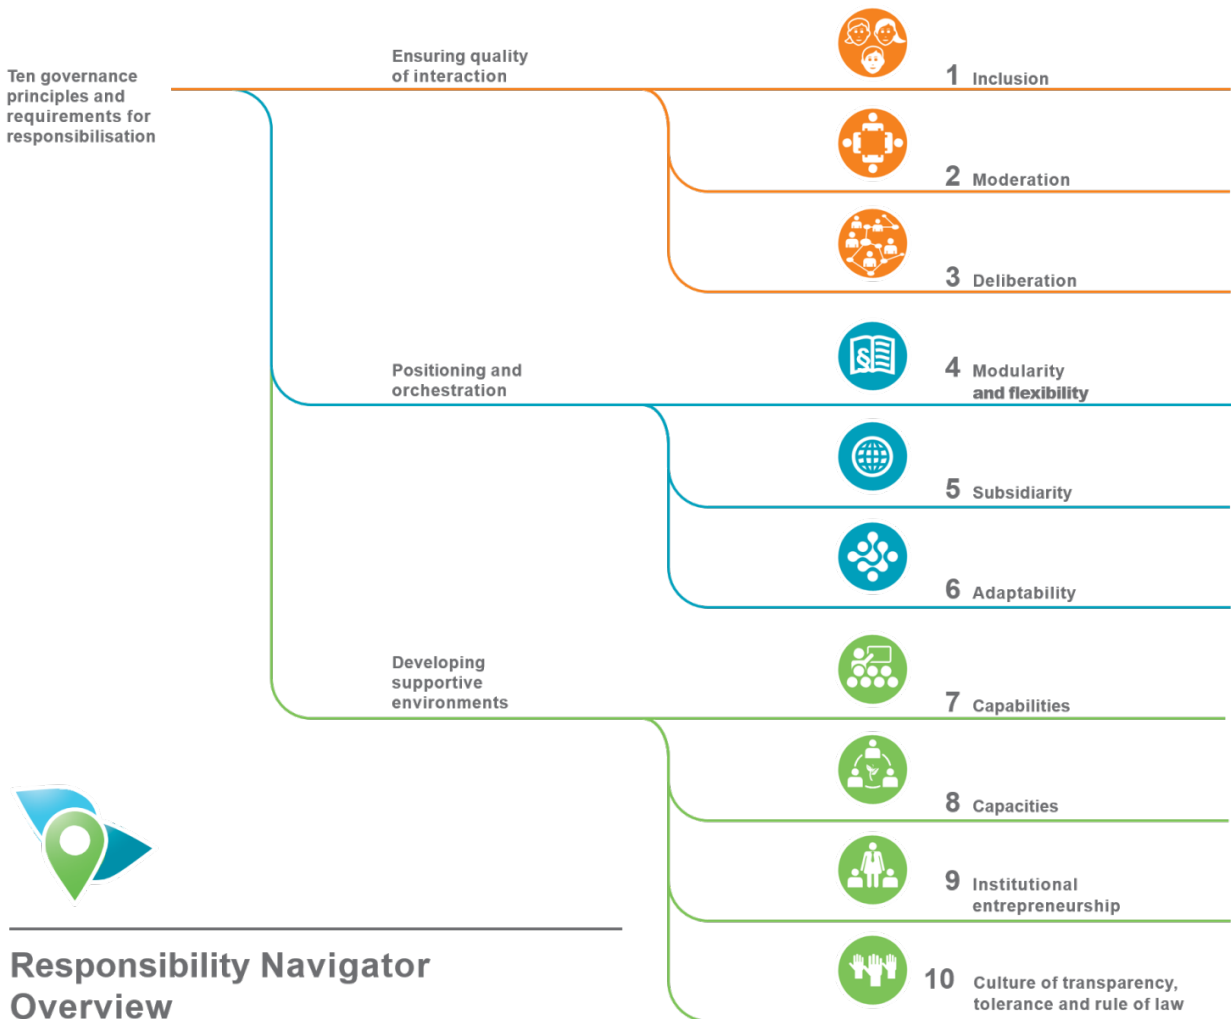 Ten governance
principles and
requirements for
responsibilisation
Ensuring quality
of interaction
1 Inclusion
2 Moderation
3 Deliberation
Positioning and
orchestration
4 Modularity
and flexibility
5 Subsidiarity
6 Adaptability
Developing
supportive
environments
7 Capabilities
8 Capacities
9 Institutional
entrepreneurship
10 Culture of transparency,
tolerance and rule of law
Responsibility Navigator
Overview
§